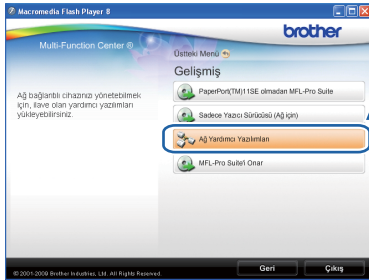 Macromedia Flash Player 8
brother
Multi-Function Center ®
Üstteki Menü
Gelişmiş
Ağ bağlantılı cihazınızı yönetebilmek
için, ilave olan yardımcı yazılımları
yükleyebilirsiniz.
PaperPort(TM)11SE olmadan MFL-Pro Suite
Sadece Yazıcı Sürücüsü (Ağ için)
Ağ Yardımcı Yazılımları
MFL-Pro Suite'i Onar
© 2001-2009 Brother Industries, Ltd. All Rights Reserved.
Geri
Çıkış